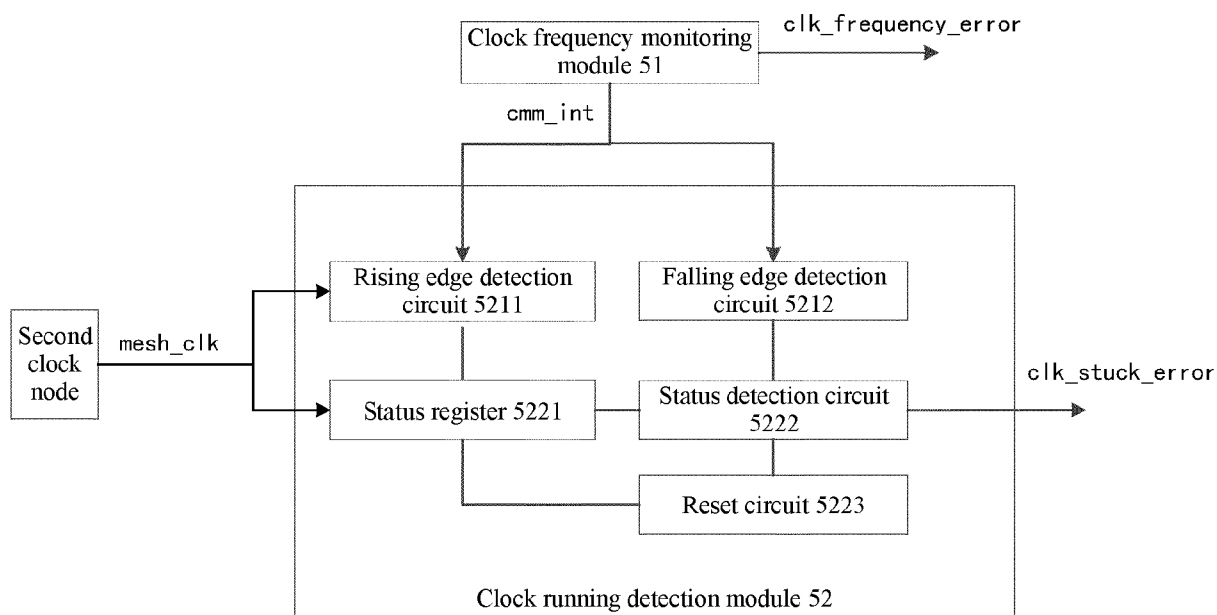 clk_frequency_error
Clock frequency monitoring
module 51
cmm_int
Rising edge detection
circuit 5211
Falling edge detection
circuit 5212
Second
clock
node
mesh_clk
clk_stuck_error
Status register 5221
Status detection circuit
5222
Reset circuit 5223
Clock running detection module 52